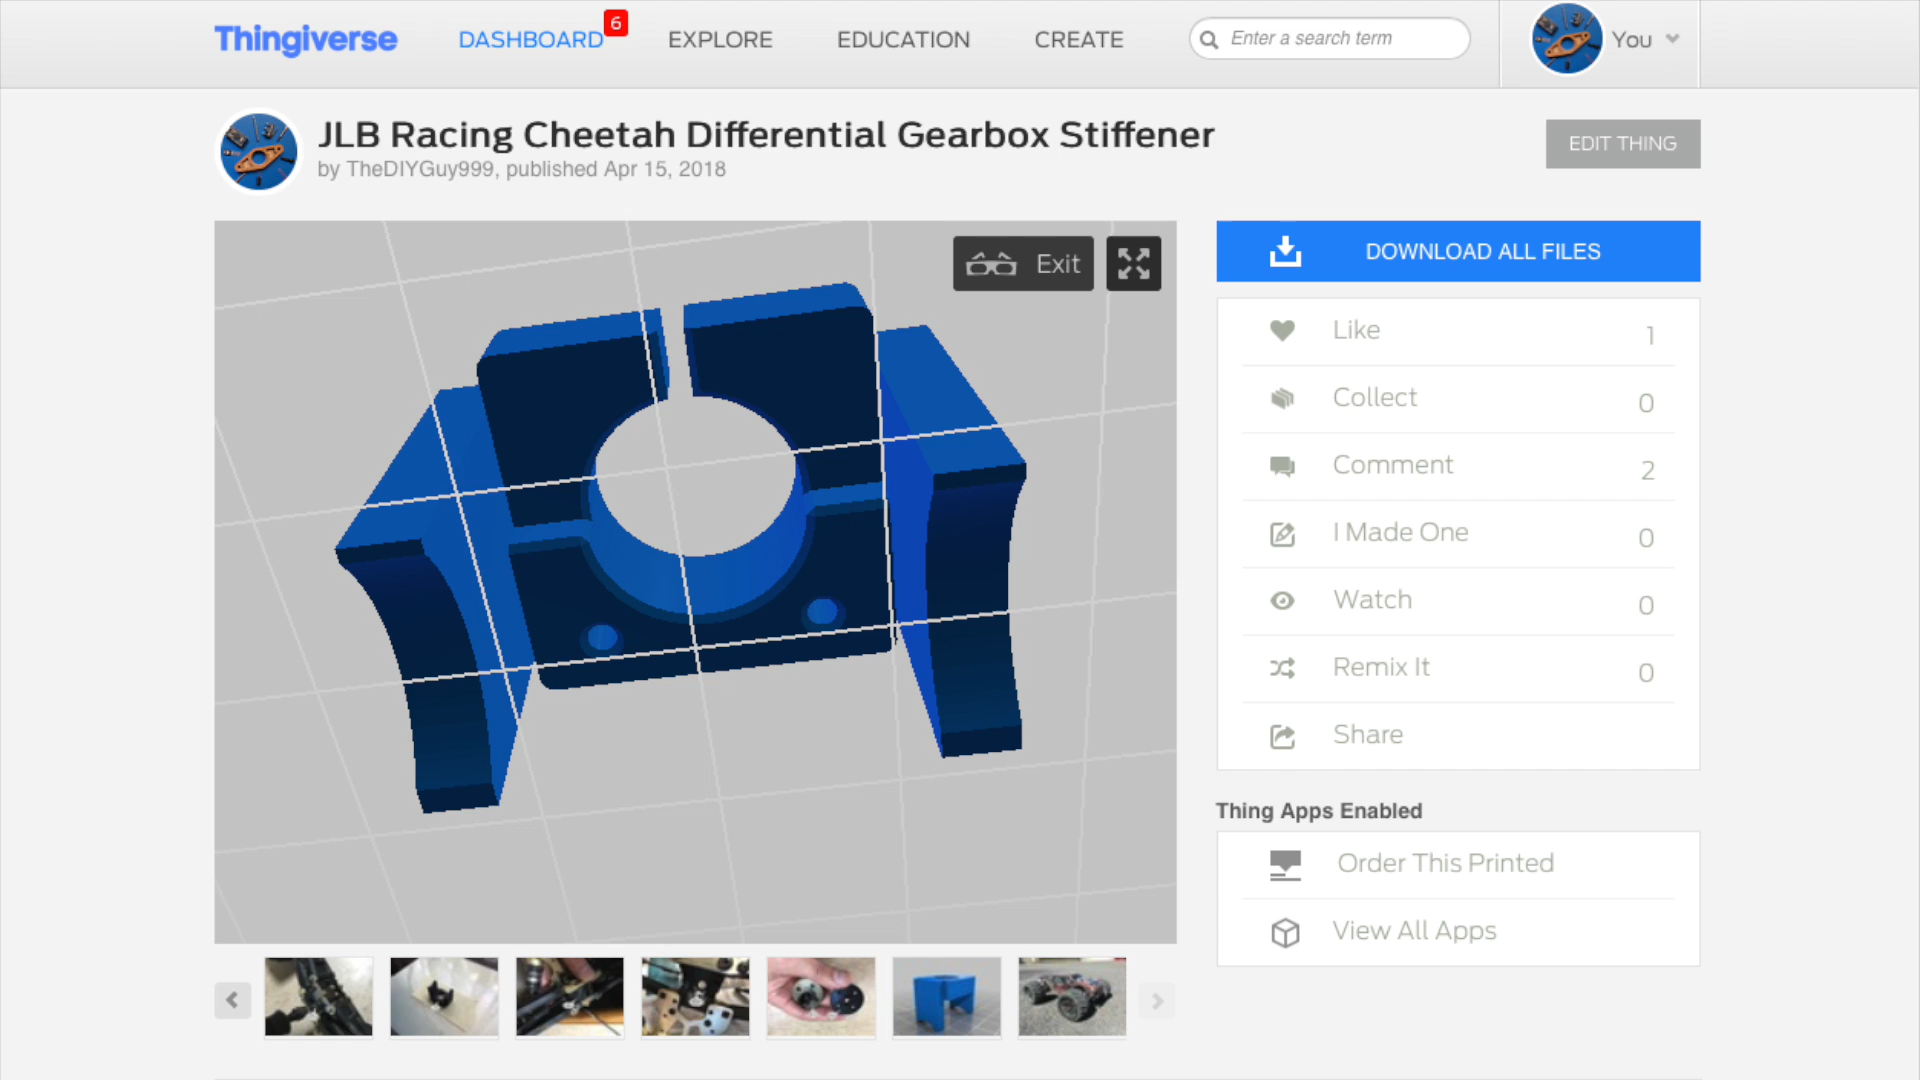 Thingiverse
DASHBOARD
6
EXPLORE
EDUCATION
CREATE
Enter a search term
You
JLB Racing Cheetah Differential Gearbox Stiffener
by TheDIYGuy999, published Apr 15, 2018
EDIT THING
Exit
DOWNLOAD ALL FILES
Like 1
Collect 0
Comment 2
I Made One 0
Watch 0
Remix It 0
Share
Thing Apps Enabled
Order This Printed
View All Apps